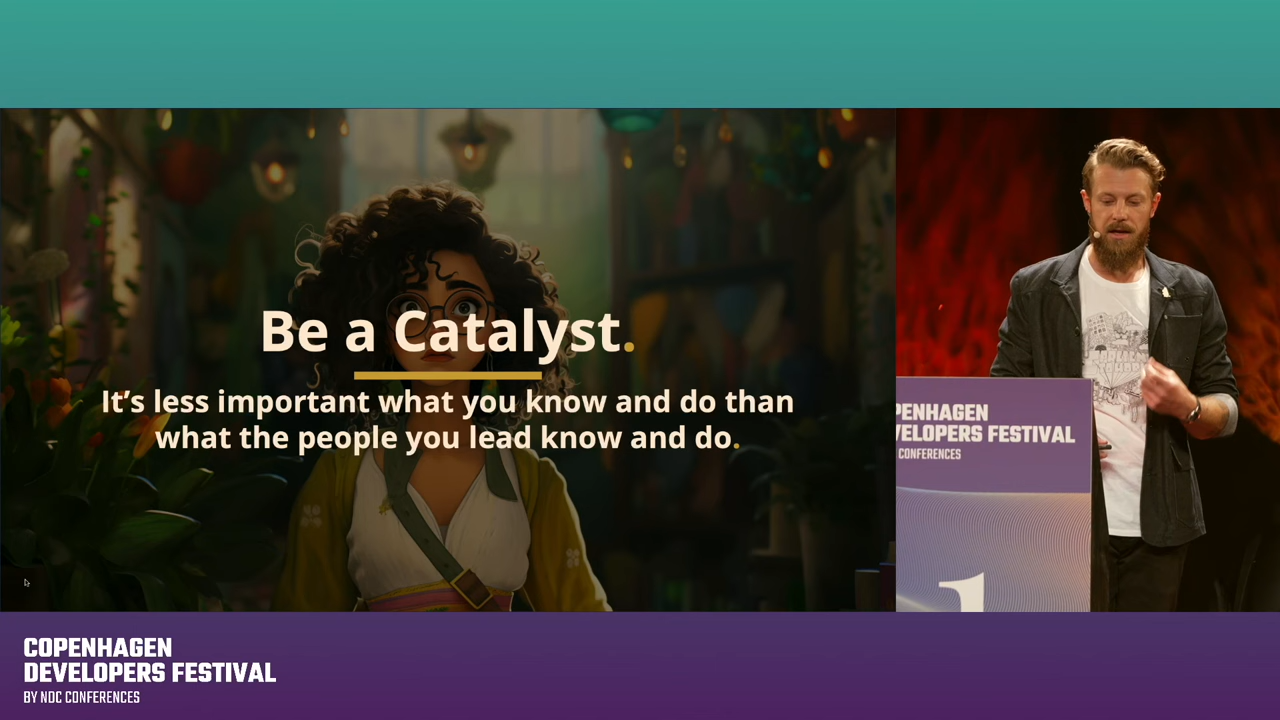 Be a Catalyst.
It's less important what you know and do than
what the people you lead know and do.
PENHAGEN
VELOPERS FESTIVAL
CONFERENCES
1
COPENHAGEN
DEVELOPERS FESTIVAL
BY NDC CONFERENCES